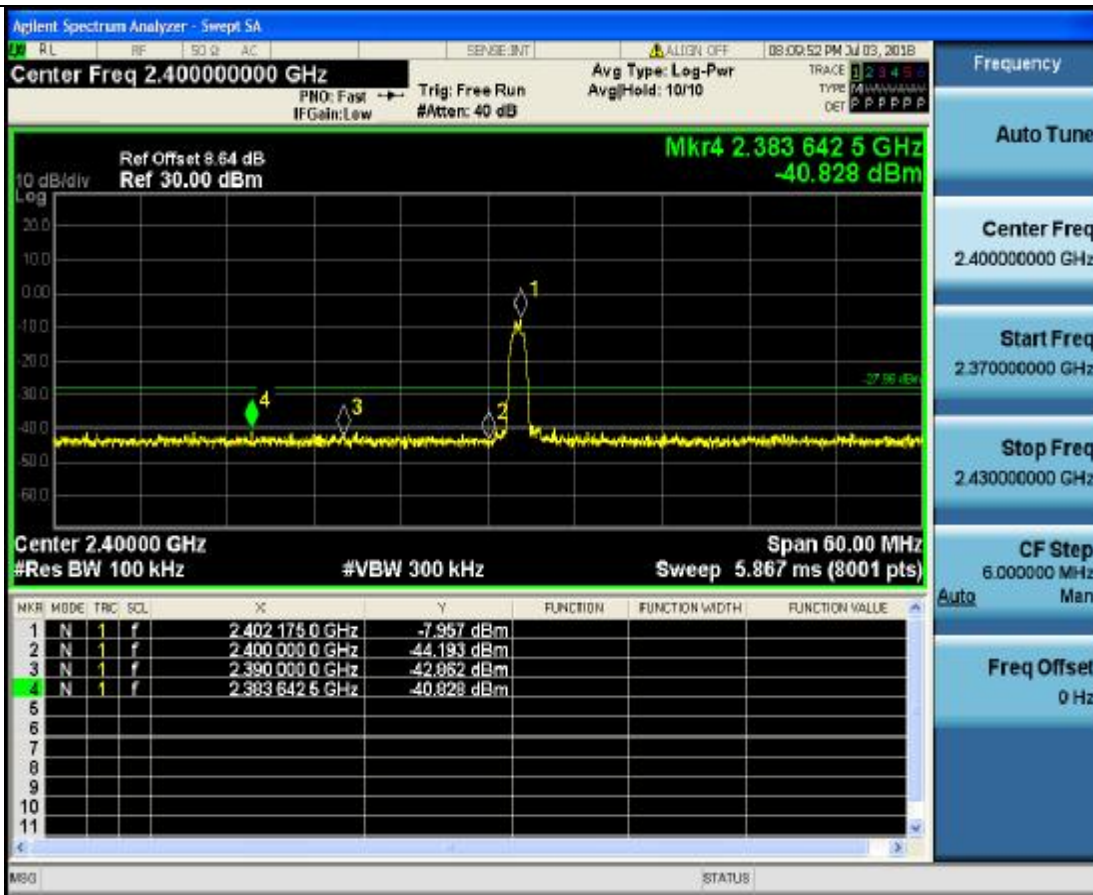 Agilent Spectrum Analyzer - Swept SA
RL RF 50 Ω AC SENSE:INT ALIGN OFF 08:09:52 PM Jul 03, 2018
Center Freq 2.400000000 GHz
PNO: Fast
IFGain:Low
Trig: Free Run
#Atten: 40 dB
Avg Type: Log-Pwr
Avg|Hold: 10/10
TRACE 1 2 3 4 5 6
TYPE M
DET P P P P P P
Mkr4 2.383 642 5 GHz
-40.828 dBm
Ref Offset 8.64 dB
10 dB/div Ref 30.00 dBm
Log
20.0
10.0
0.00
-10.0
-20.0
-30.0
-40.0
-50.0
-60.0
1
2
3
4
-27.96 dBm
Center 2.40000 GHz Span 60.00 MHz
#Res BW 100 kHz #VBW 300 kHz Sweep 5.867 ms (8001 pts)
MKR MODE TRC SCL X Y FUNCTION FUNCTION WIDTH FUNCTION VALUE
1 N 1 f 2.402 175 0 GHz -7.957 dBm
2 N 1 f 2.400 000 0 GHz -44.193 dBm
3 N 1 f 2.390 000 0 GHz -42.862 dBm
4 N 1 f 2.383 642 5 GHz -40.828 dBm
5
6
7
8
9
10
11
MSG STATUS
Frequency
Auto Tune
Center Freq
2.400000000 GHz
Start Freq
2.370000000 GHz
Stop Freq
2.430000000 GHz
CF Step
6.000000 MHz
Auto Man
Freq Offset
0 Hz